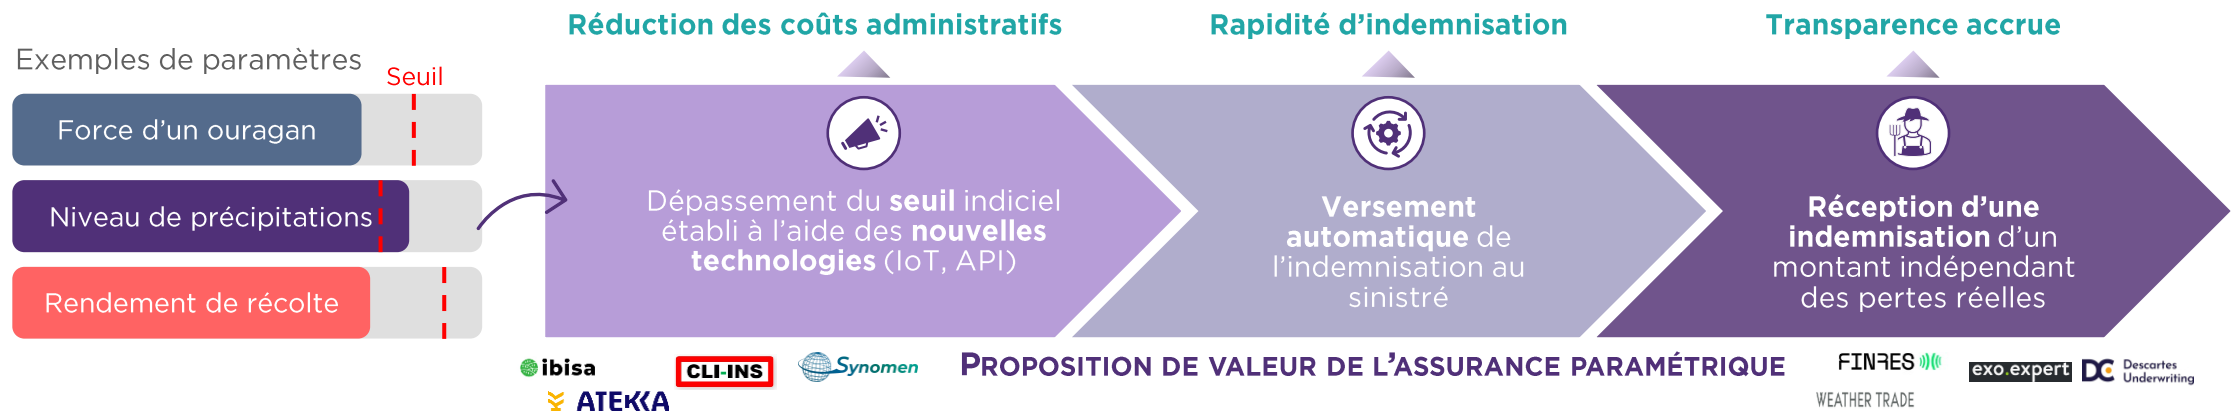 Réduction des coûts administratifs
Rapidité d’indemnisation
Transparence accrue
Exemples de paramètres
Seuil
Force d’un ouragan
Niveau de précipitations
Rendement de récolte
Dépassement du seuil indiciel
établi à l’aide des nouvelles
technologies (IoT, API)
Versement
automatique de
l’indemnisation au
sinistré
Réception d’une
indemnisation d’un
montant indépendant
des pertes réelles
ibisa
CLI-INS
Synomen
ATEKKA
PROPOSITION DE VALEUR DE L’ASSURANCE PARAMÉTRIQUE
FINRES
exo.expert
DC Descartes
Underwriting
WEATHER TRADE